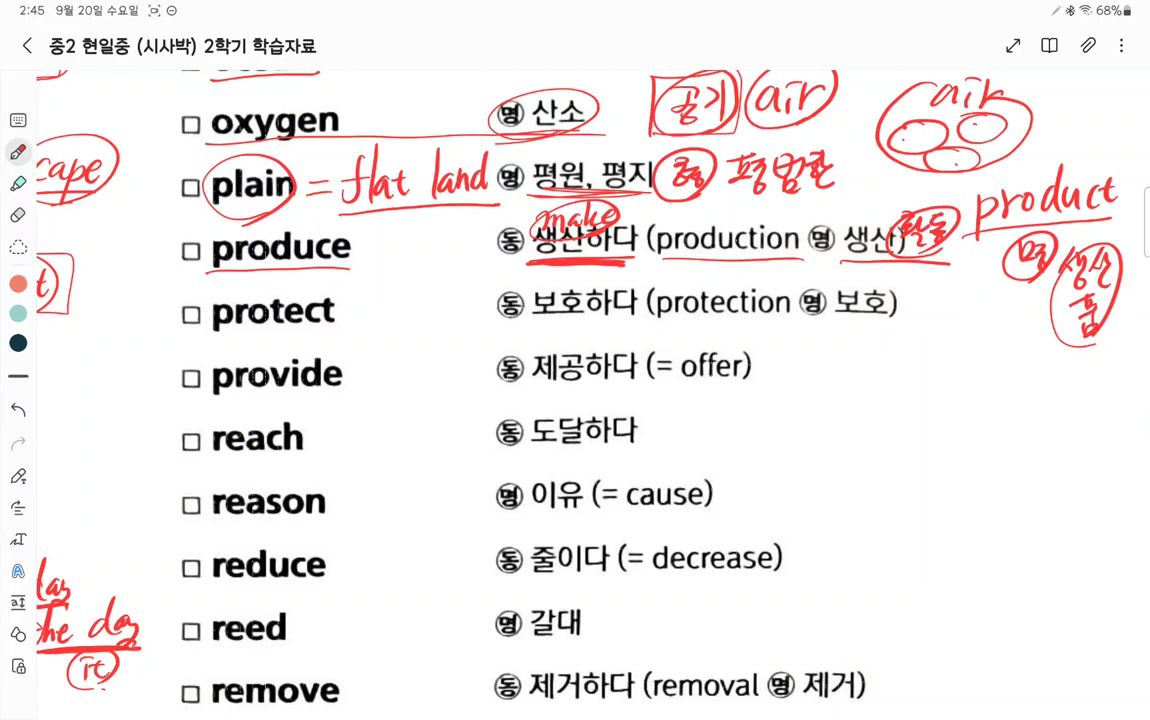 2:45 9월 20일 수요일 68%
중2 현일중 (시사박) 2학기 학습자료
oxygen 명 산소 공기 air air
cape plain = flat land 명 평원, 평지 형 평범한
make product
produce 동 생산하다 (production 명 생산) 활동
명 생산품
t protect 동 보호하다 (protection 명 보호)
provide 동 제공하다 (= offer)
reach 동 도달하다
reason 명 이유 (= cause)
reduce 동 줄이다 (= decrease)
the day reed 명 갈대
it
remove 동 제거하다 (removal 명 제거)